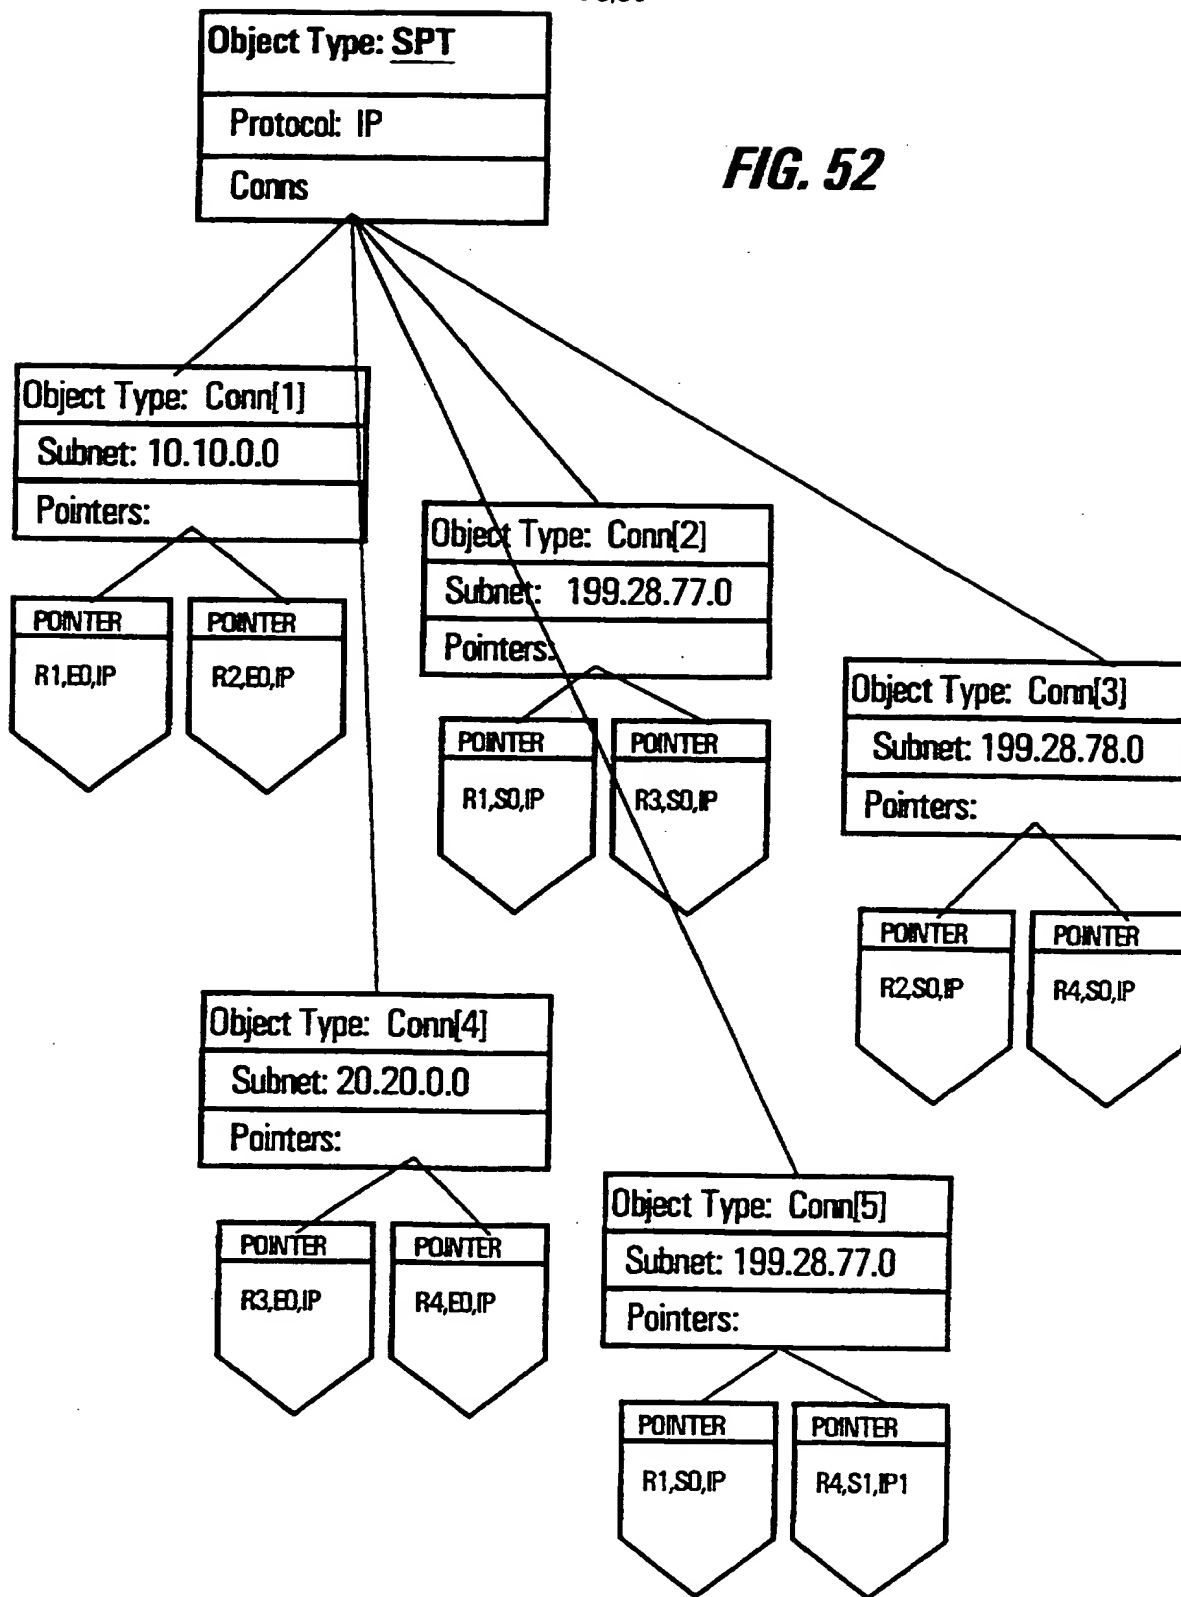 Object Type: SPT
Protocol: IP
Conns
FIG. 52
Object Type: Conn[1]
Subnet: 10.10.0.0
Pointers:
POINTER
R1,E0,IP
POINTER
R2,E0,IP
Object Type: Conn[2]
Subnet: 199.28.77.0
Pointers:
POINTER
R1,S0,IP
POINTER
R3,S0,IP
Object Type: Conn[3]
Subnet: 199.28.78.0
Pointers:
POINTER
R2,S0,IP
POINTER
R4,S0,IP
Object Type: Conn[4]
Subnet: 20.20.0.0
Pointers:
POINTER
R3,E0,IP
POINTER
R4,E0,IP
Object Type: Conn[5]
Subnet: 199.28.77.0
Pointers:
POINTER
R1,S0,IP
POINTER
R4,S1,IP1